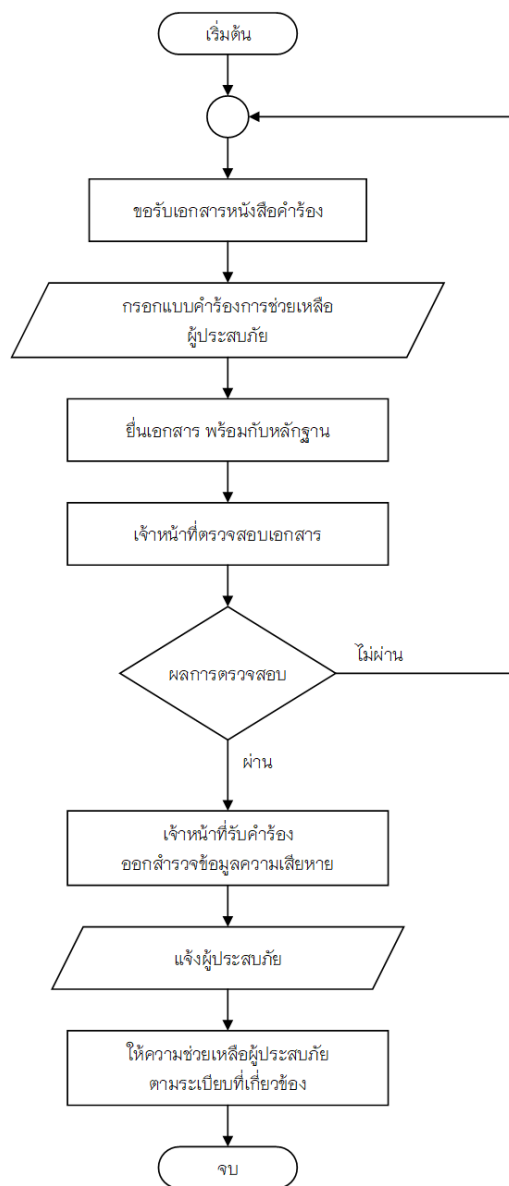 เริ่มต้น
ขอรับเอกสารหนังสือคำร้อง
กรอกแบบคำร้องการช่วยเหลือ
ผู้ประสบภัย
ยื่นเอกสาร พร้อมกับหลักฐาน
เจ้าหน้าที่ตรวจสอบเอกสาร
ผลการตรวจสอบ
ไม่ผ่าน
ผ่าน
เจ้าหน้าที่รับคำร้อง
ออกสำรวจข้อมูลความเสียหาย
แจ้งผู้ประสบภัย
ให้ความช่วยเหลือผู้ประสบภัย
ตามระเบียบที่เกี่ยวข้อง
จบ